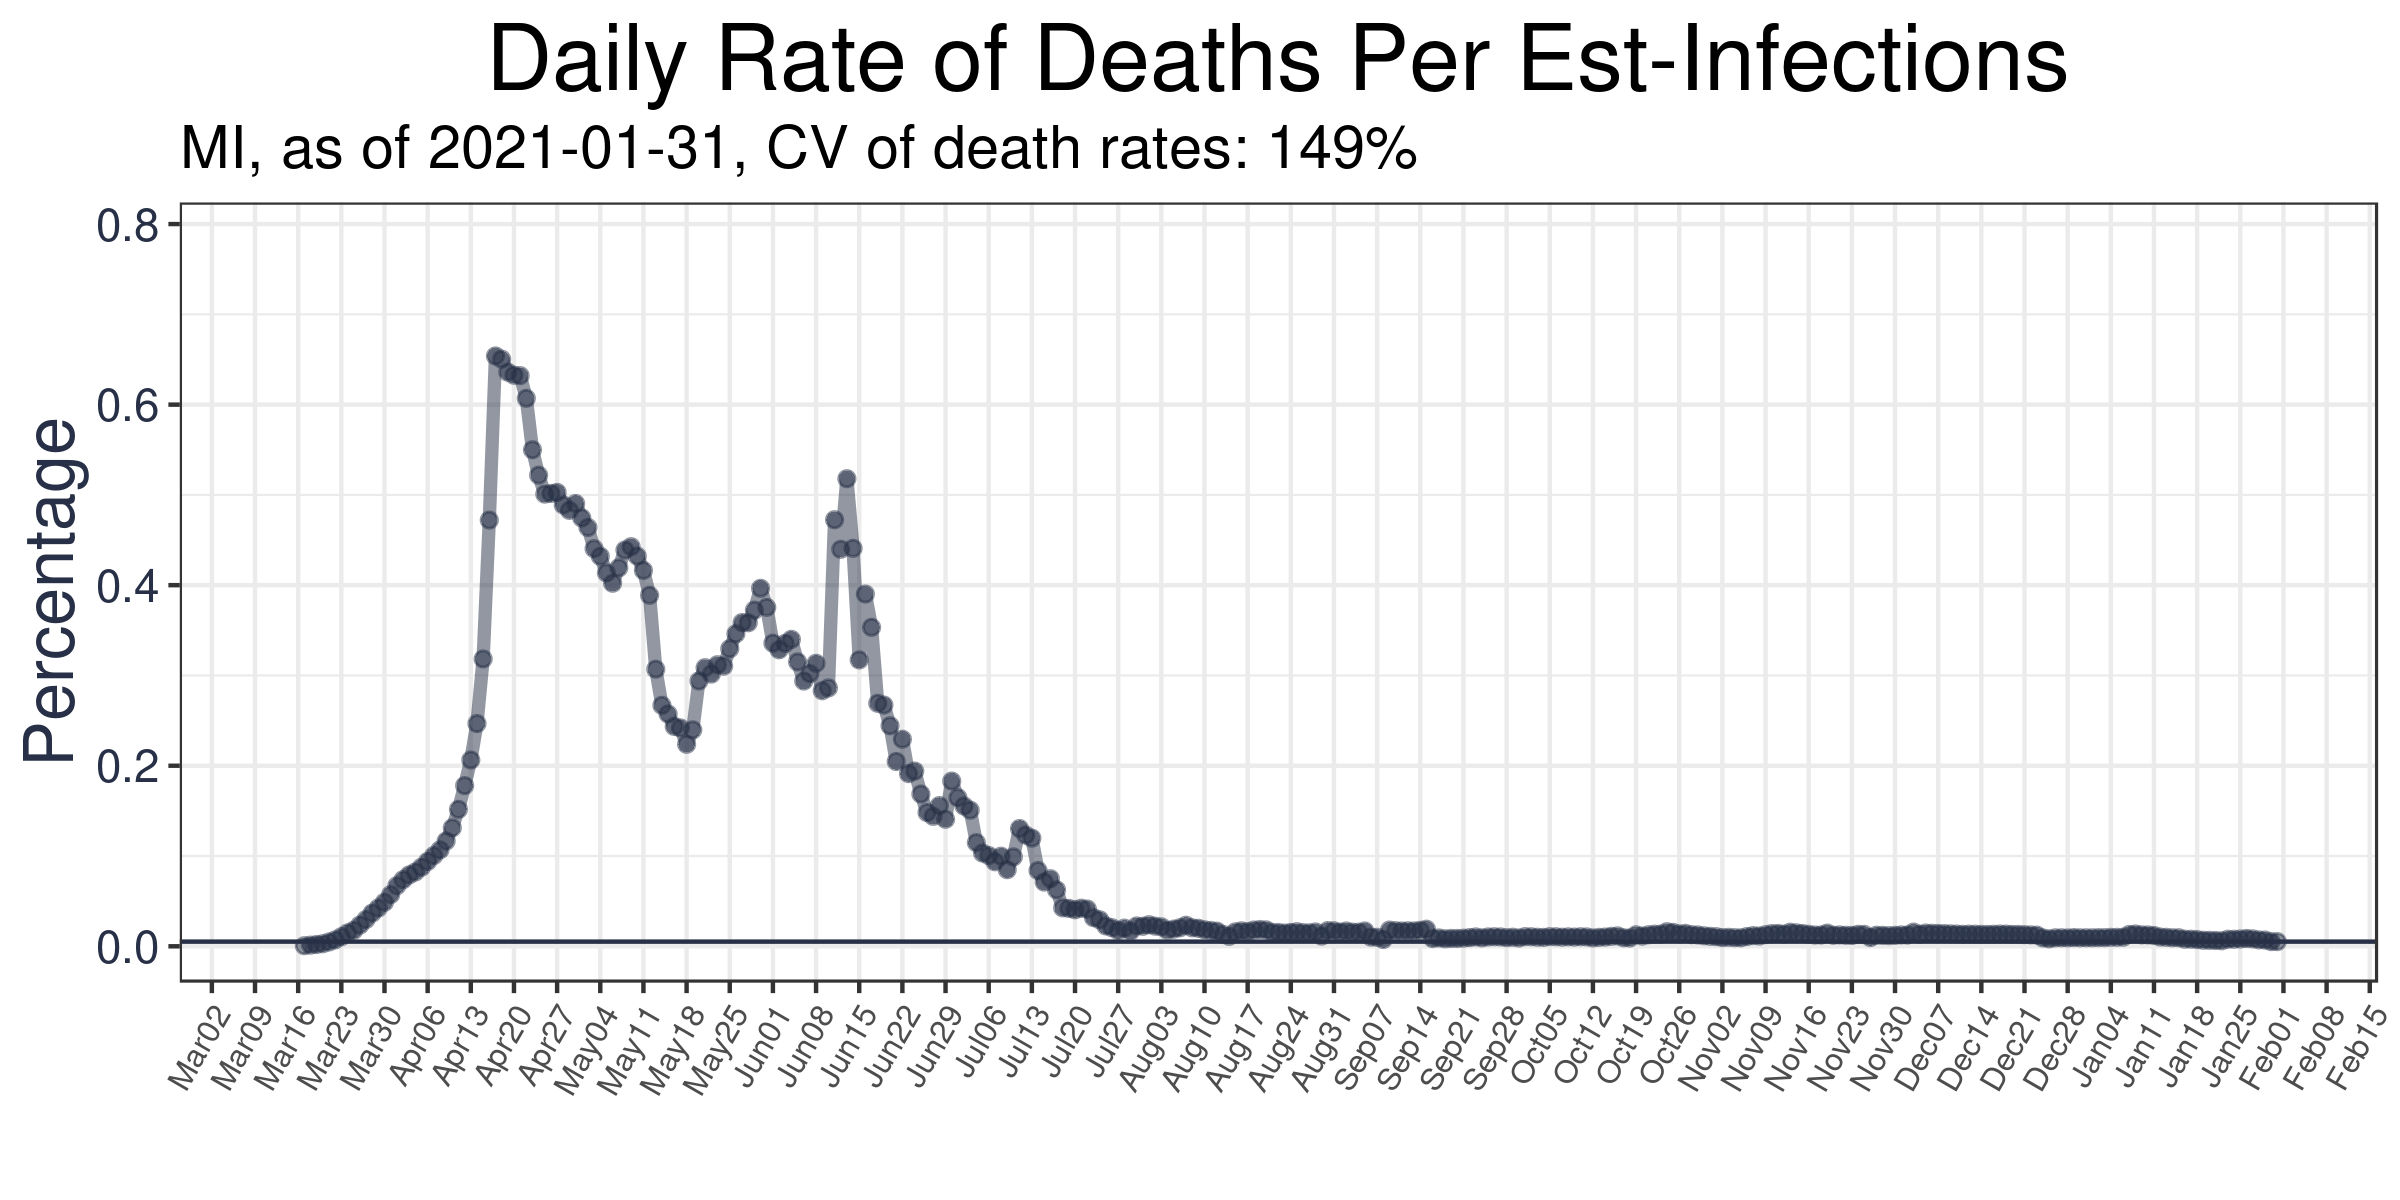 Daily Rate of Deaths Per Est-Infections
MI, as of 2021-01-31, CV of death rates: 149%
Percentage
0.8
0.6
0.4
0.2
0.0
Mar02
Mar09
Mar16
Mar23
Mar30
Apr06
Apr13
Apr20
Apr27
May04
May11
May18
May25
Jun01
Jun08
Jun15
Jun22
Jun29
Jul06
Jul13
Jul20
Jul27
Aug03
Aug10
Aug17
Aug24
Aug31
Sep07
Sep14
Sep21
Sep28
Oct05
Oct12
Oct19
Oct26
Nov02
Nov09
Nov16
Nov23
Nov30
Dec07
Dec14
Dec21
Dec28
Jan04
Jan11
Jan18
Jan25
Feb01
Feb08
Feb15